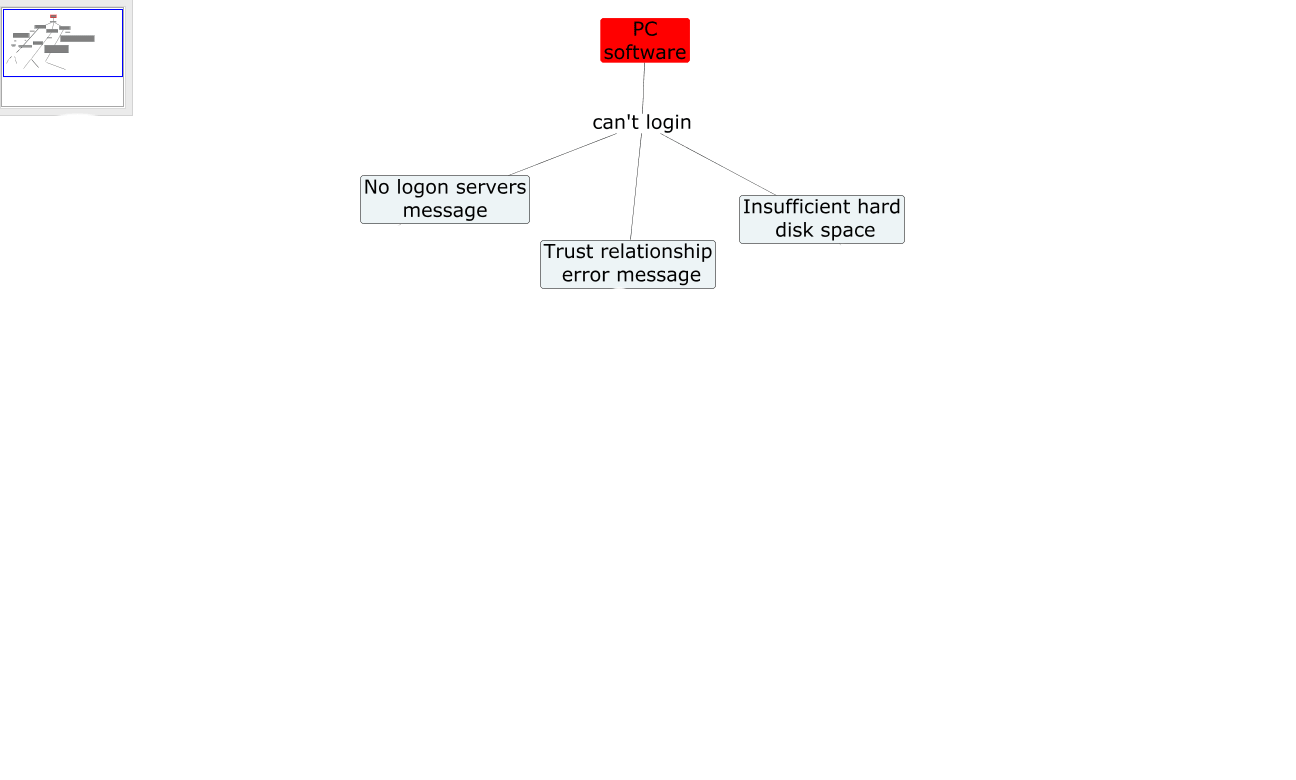 PC
software
can't login
No logon servers
message
Trust relationship
error message
Insufficient hard
disk space